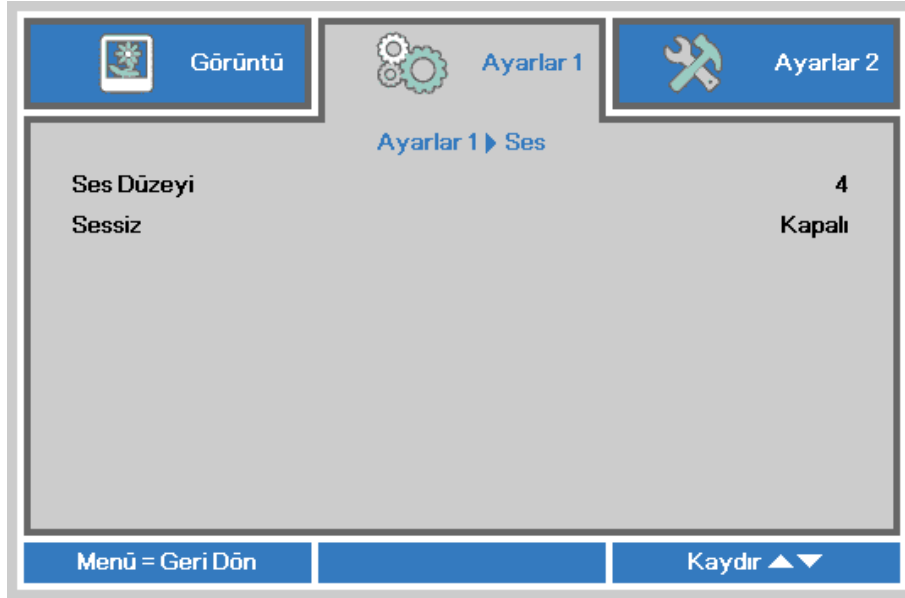 Görüntü
Ayarlar 1
Ayarlar 2
Ayarlar 1 ▶ Ses
Ses Düzeyi 4
Sessiz Kapalı
Menü = Geri Dön
Kaydır ▲▼